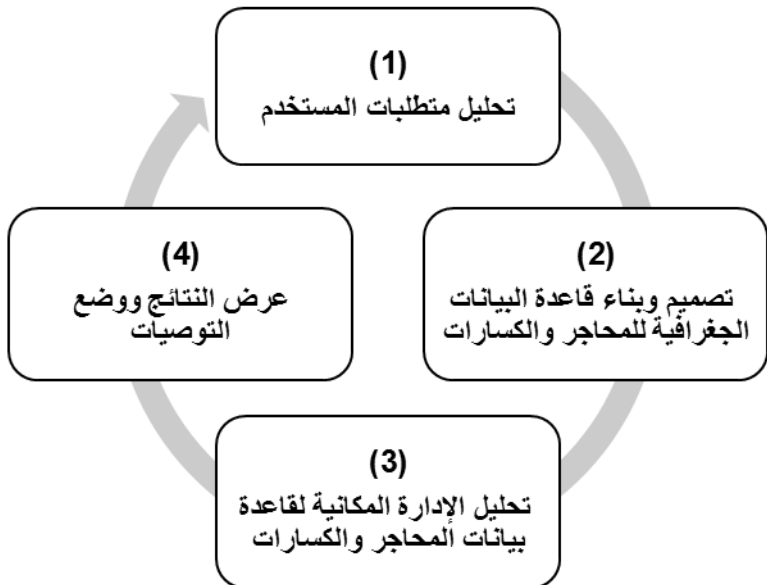 (1)
تحليل متطلبات المستخدم
(2)
تصميم وبناء قاعدة البيانات
الجغرافية للمحاجر والكسارات
(3)
تحليل الإدارة المكانية لقاعدة
بيانات المحاجر والكسارات
(4)
عرض النتائج ووضع
التوصيات